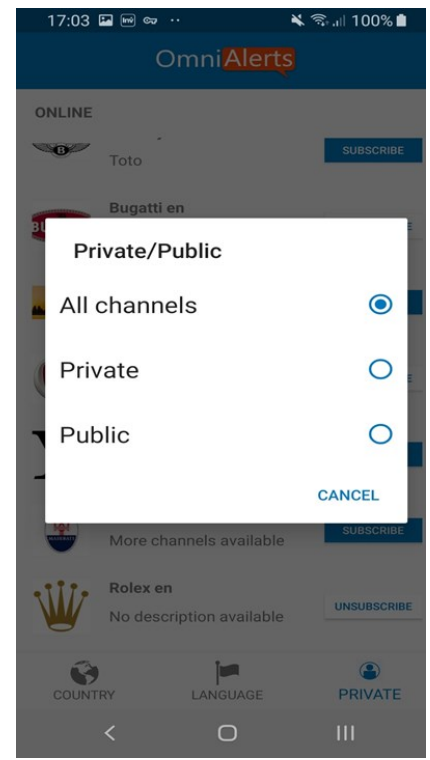 17:03 100%
OmniAlerts
ONLINE
Toto
SUBSCRIBE
Bugatti en
Private/Public
All channels
Private
Public
CANCEL
More channels available
SUBSCRIBE
Rolex en
No description available
UNSUBSCRIBE
COUNTRY LANGUAGE PRIVATE